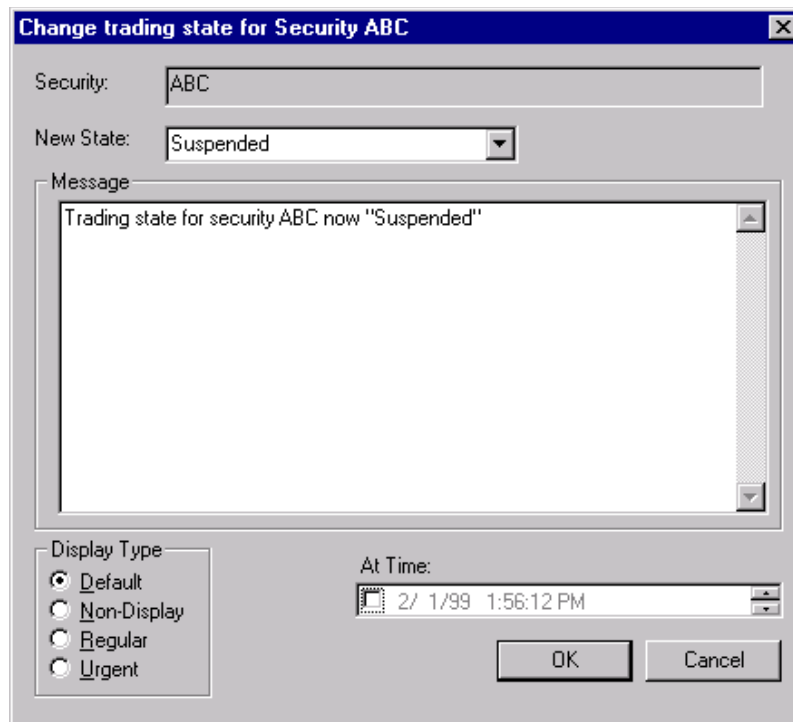 Change trading state for Security ABC
Security: ABC
New State: Suspended
Message
Trading state for security ABC now "Suspended"
Display Type
Default
Non-Display
Regular
Urgent
At Time:
2/ 1/99 1:56:12 PM
OK Cancel